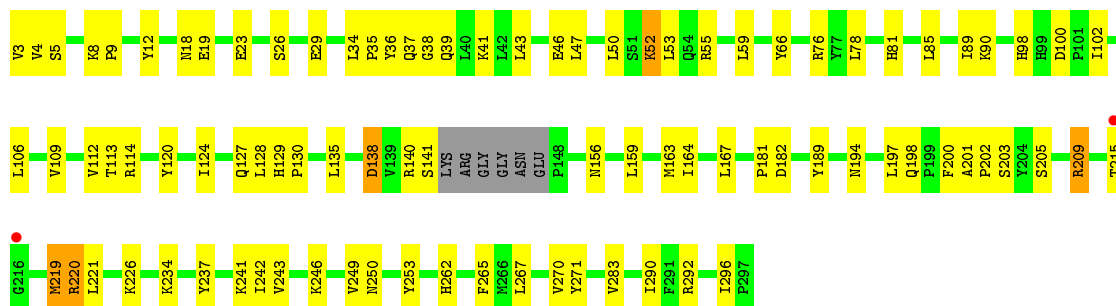 V3 V4 S5 K8 P9 Y12 N18 E19 E23 S26 E29 L34 P35 Y36 Q37 G38 Q39 L40 K41 L42 L43 E46 L47 L50 S51 K52 L53 Q54 R55 L59 Y66 R76 Y77 L78 H81 L85 I89 K90 H98 H99 D100 P101 I102
L106 V109 V112 T113 R114 Y120 I124 Q127 L128 H129 P130 L135 D138 V139 R140 S141 LYS ARG GLY GLY ASN GLU P148 N156 L159 M163 I164 L167 P181 D182 Y189 N194 L197 Q198 P199 F200 A201 P202 S203 Y204 S205 R209 T215
G216 M219 R220 L221 K226 K234 Y237 K241 I242 V243 K246 V249 N250 Y253 H262 F265 M266 L267 V270 Y271 V283 I290 F291 R292 I296 P297